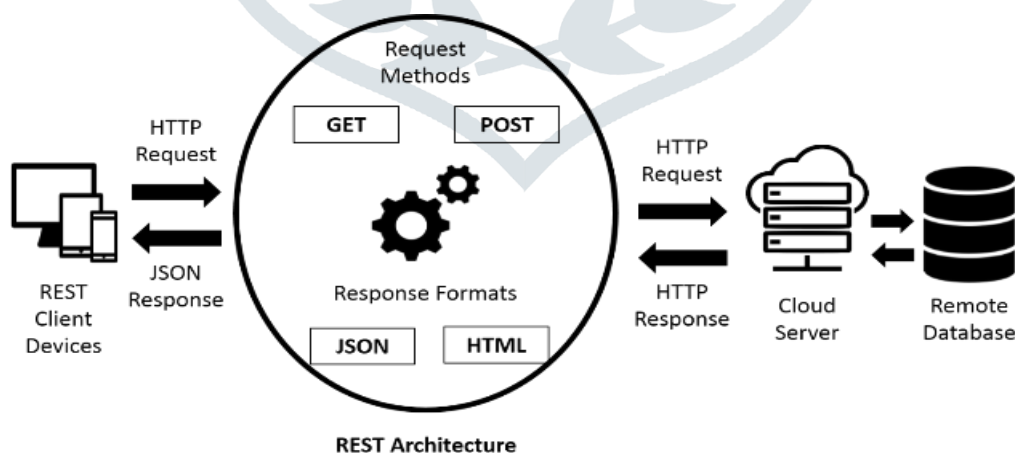 Request
Methods
GET
POST
HTTP
Request
JSON
Response
REST
Client
Devices
Response Formats
JSON
HTML
HTTP
Request
HTTP
Response
Cloud
Server
Remote
Database
REST Architecture